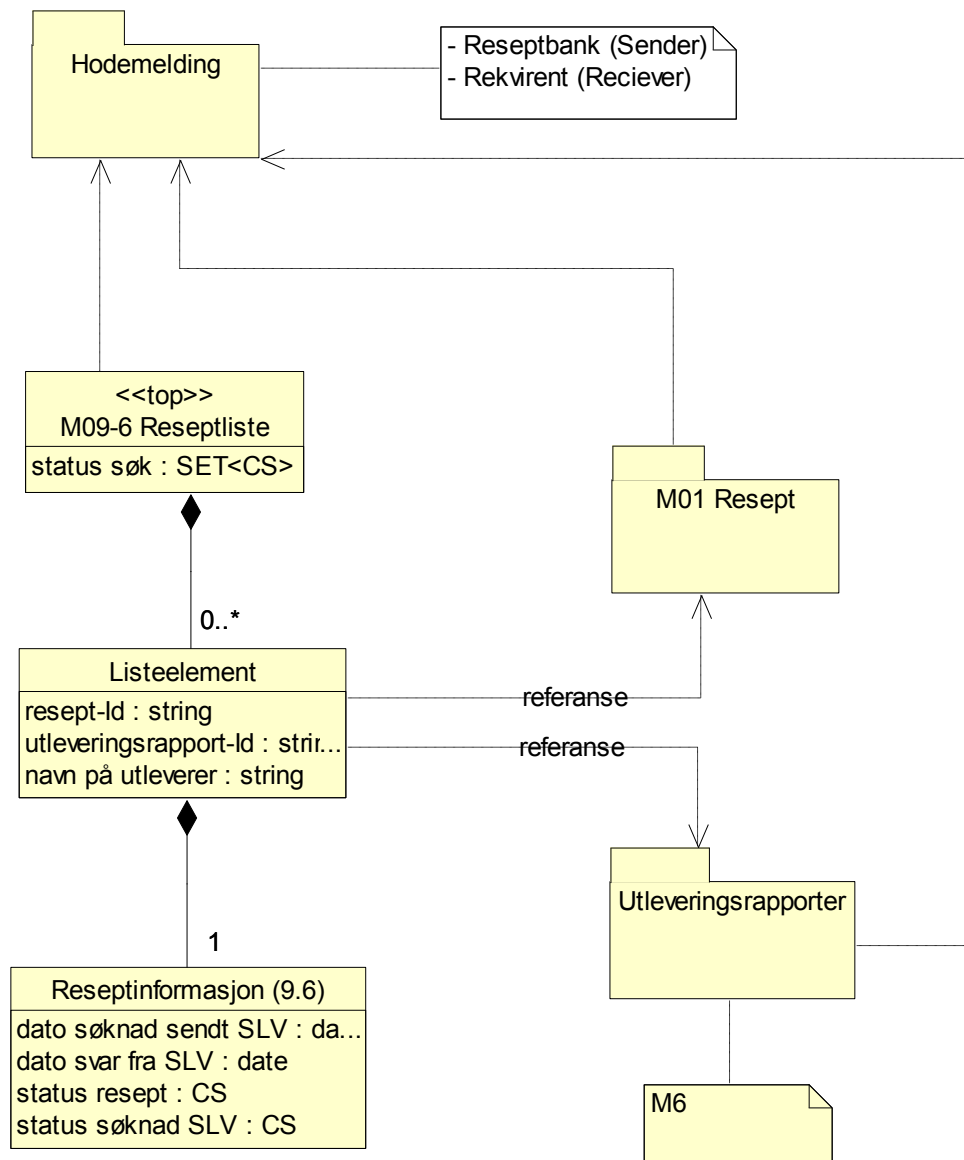 Hodemelding
- Reseptbank (Sender)
- Rekvirent (Reciever)
<<top>>
M09-6 Reseptliste
status søk : SET<CS>
M01 Resept
0..*
Listeelement
resept-Id : string
utleveringsrapport-Id : strir...
navn på utleverer : string
referanse
referanse
Utleveringsrapporter
1
Reseptinformasjon (9.6)
dato søknad sendt SLV : da...
dato svar fra SLV : date
status resept : CS
status søknad SLV : CS
M6